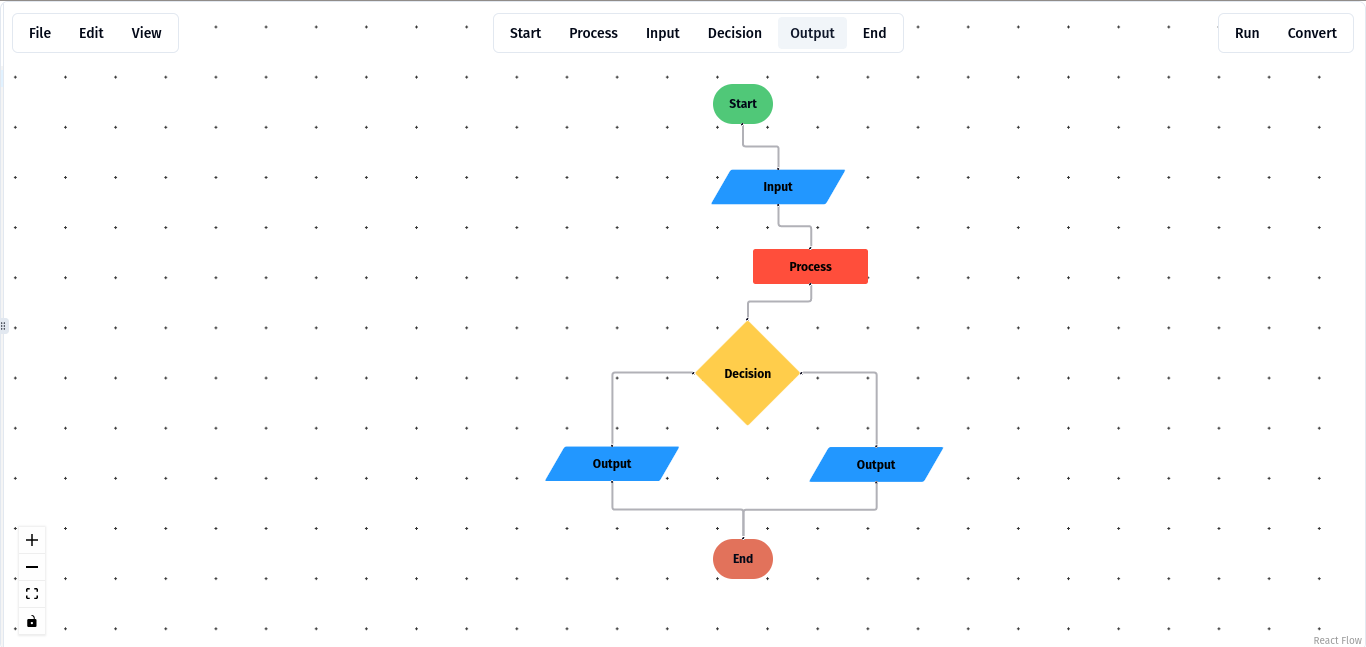 File Edit View Start Process Input Decision Output End Run Convert
Start
Input
Process
Decision
Output Output
End
React Flow